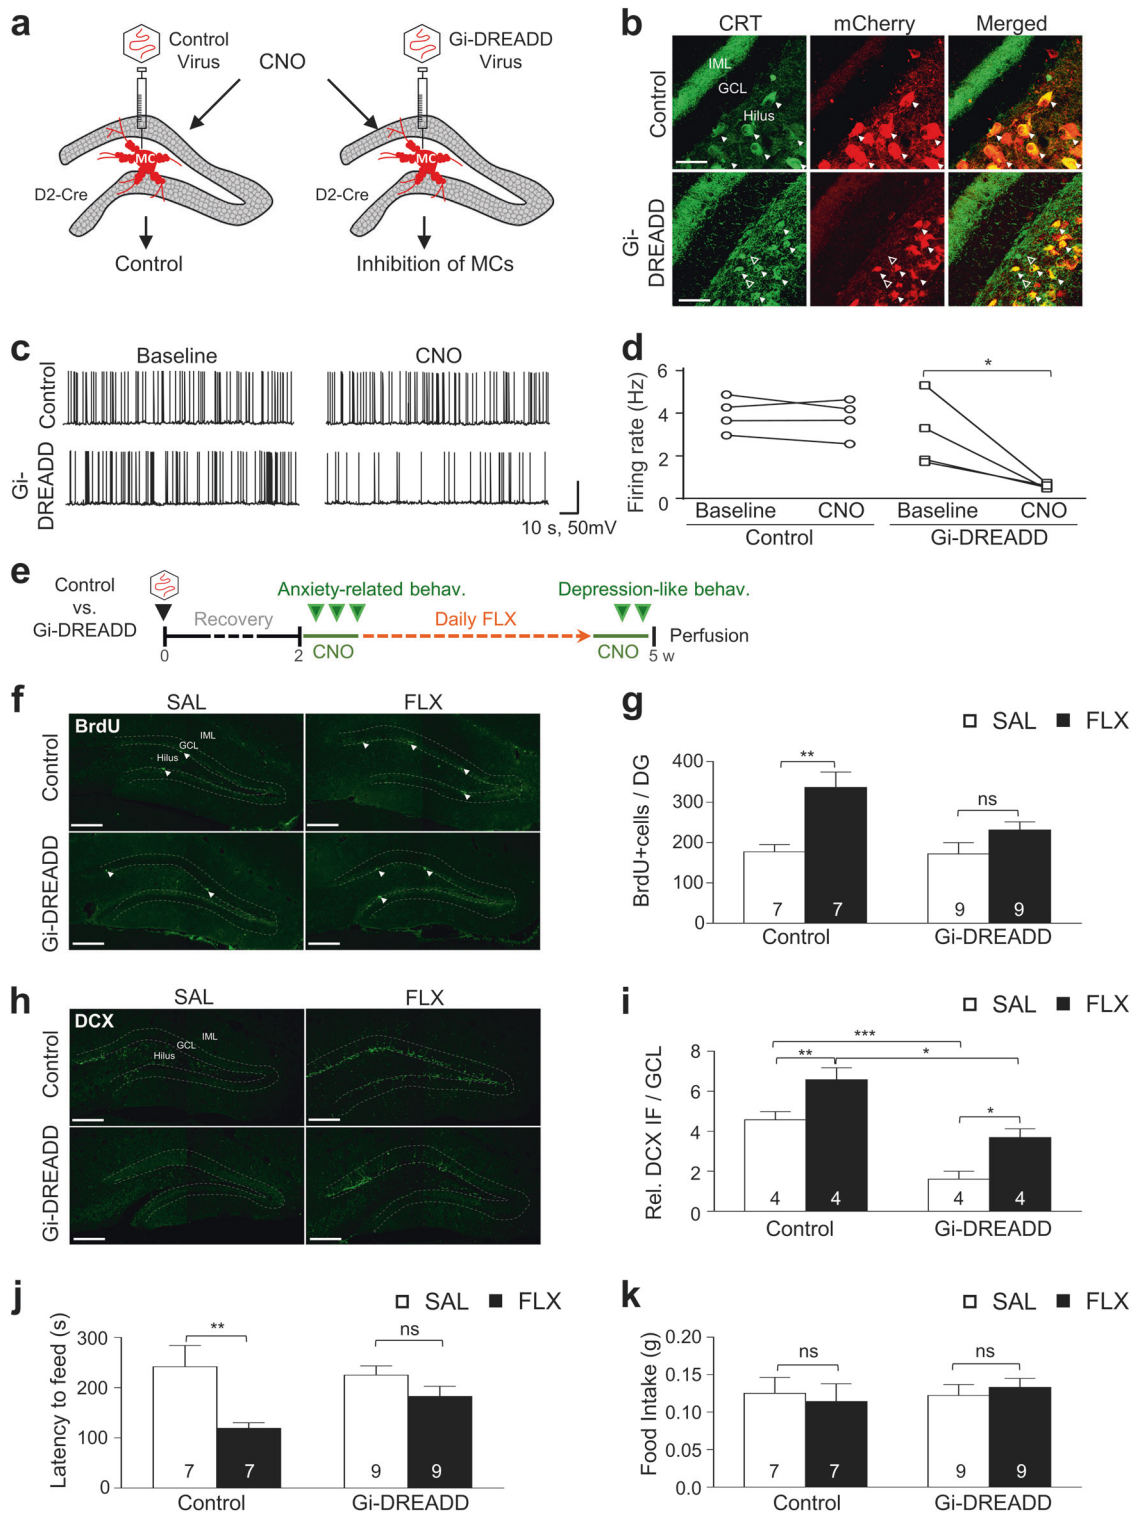 a
Control
Virus
CNO
Gi-DREADD
Virus
MC
MC
D2-Cre
D2-Cre
Control
Inhibition of MCs
b
CRT
mCherry
Merged
Control
IML
GCL
Hilus
Gi-
DREADD
c
Baseline
CNO
Control
Gi-
DREADD
10 s, 50mV
d
Firing rate (Hz)
6
4
2
0
*
Baseline
CNO
Baseline
CNO
Control
Gi-DREADD
e
Control
vs.
Gi-DREADD
Recovery
Anxiety-related behav.
Daily FLX
Depression-like behav.
CNO
CNO
0
2
5 w
Perfusion
f
SAL
FLX
Control
BrdU
IML
GCL
Hilus
Gi-DREADD
g
SAL
FLX
BrdU+cells / DG
400
300
200
100
0
**
ns
7
7
9
9
Control
Gi-DREADD
h
SAL
FLX
Control
DCX
IML
GCL
Hilus
Gi-DREADD
i
SAL
FLX
Rel. DCX IF / GCL
8
6
4
2
0
***
**
*
*
4
4
4
4
Control
Gi-DREADD
j
SAL
FLX
Latency to feed (s)
300
200
100
0
**
ns
7
7
9
9
Control
Gi-DREADD
k
SAL
FLX
Food Intake (g)
0.20
0.15
0.10
0.05
0.0
ns
ns
7
7
9
9
Control
Gi-DREADD